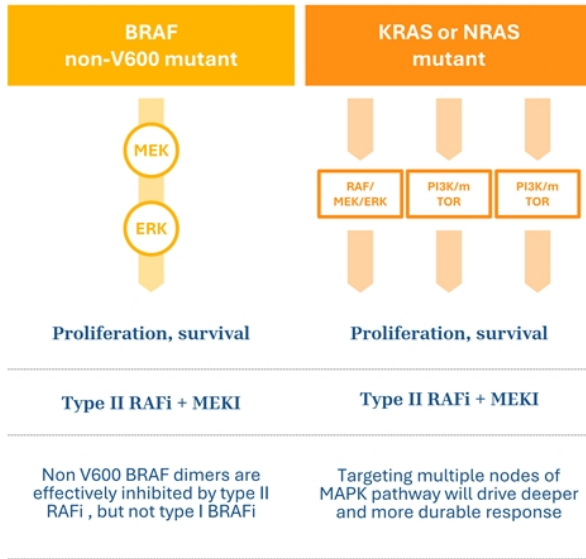 BRAF
non-V600 mutant
MEK
ERK
Proliferation, survival
Type II RAFi + MEKI
Non V600 BRAF dimers are
effectively inhibited by type II
RAFi , but not type I BRAFi
KRAS or NRAS
mutant
RAF/
MEK/ERK
PI3K/m
TOR
PI3K/m
TOR
Proliferation, survival
Type II RAFi + MEKI
Targeting multiple nodes of
MAPK pathway will drive deeper
and more durable response